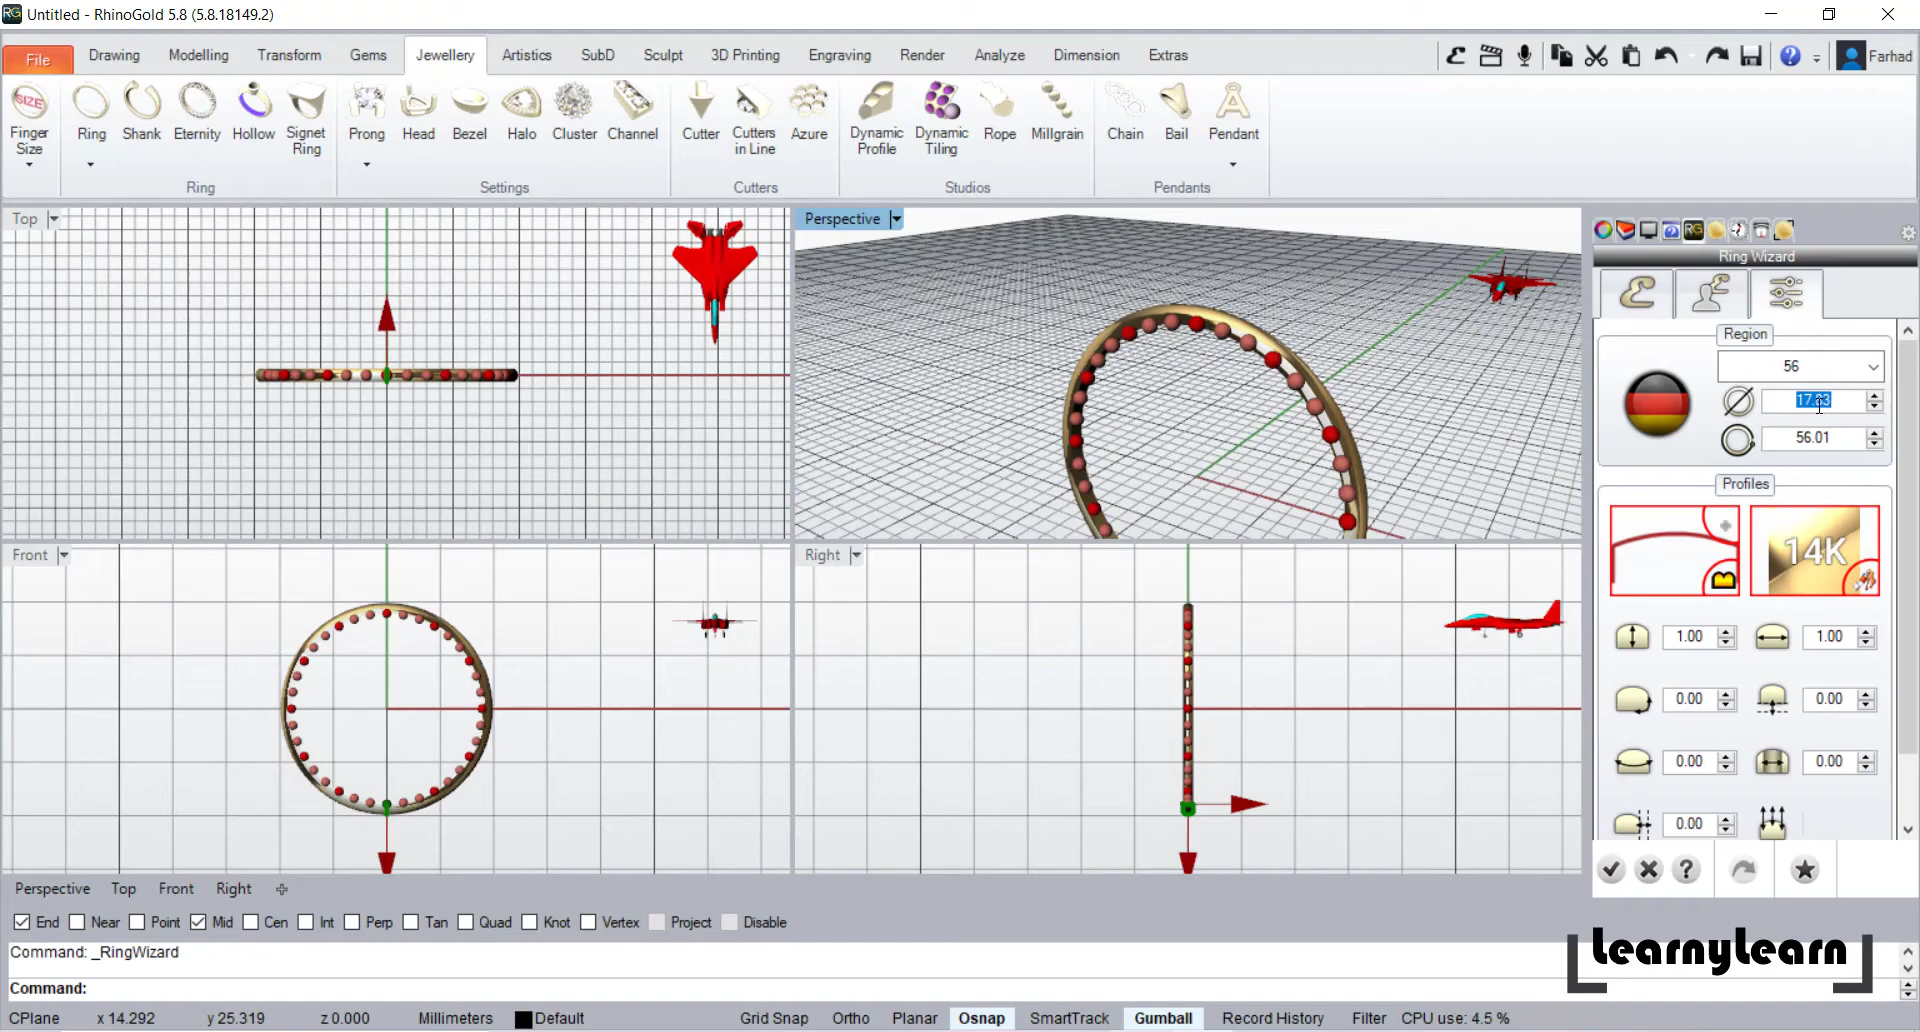 RG Untitled - RhinoGold 5.8 (5.8.18149.2)
File Drawing Modelling Transform Gems Jewellery Artistics SubD Sculpt 3D Printing Engraving Render Analyze Dimension Extras Farhad
SIZE
Finger Size Ring Shank Eternity Hollow Signet Ring Prong Head Bezel Halo Cluster Channel Cutter Cutters in Line Azure Dynamic Profile Dynamic Tiling Rope Millgrain Chain Bail Pendant
Ring Settings Cutters Studios Pendants
Top
Perspective
RG
Ring Wizard
Region
56
17.83
56.01
Profiles
14K
1.00 1.00
0.00 0.00
0.00 0.00
0.00
Front
Right
Perspective Top Front Right
End Near Point Mid Cen Int Perp Tan Quad Knot Vertex Project Disable
Command: _RingWizard
Command:
LearnyLearn
CPlane x 14.292 y 25.319 z 0.000 Millimeters Default Grid Snap Ortho Planar Osnap SmartTrack Gumball Record History Filter CPU use: 4.5 %